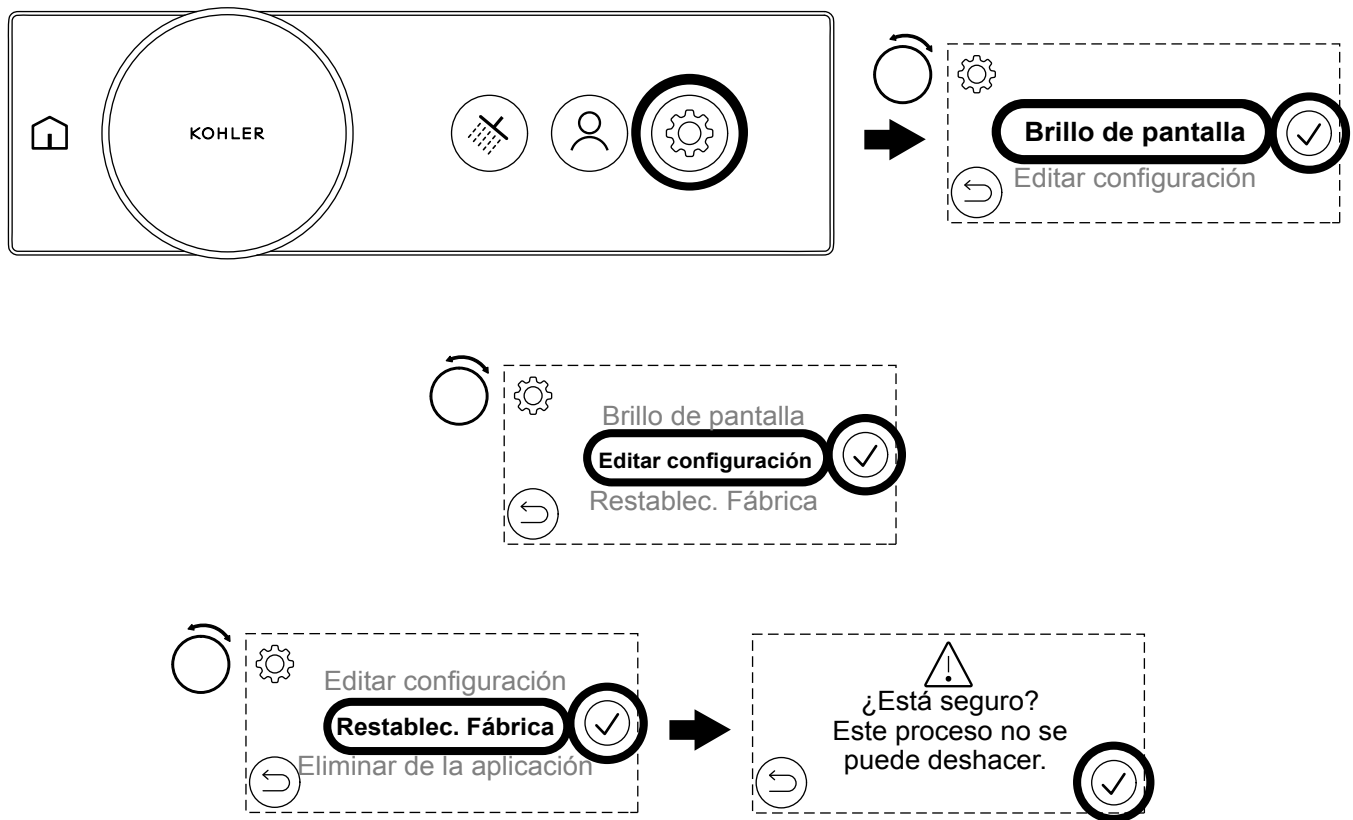 KOHLER
Brillo de pantalla
Editar configuración
Brillo de pantalla
Editar configuración
Restablec. Fábrica
Editar configuración
Restablec. Fábrica
Eliminar de la aplicación
¿Está seguro?
Este proceso no se
puede deshacer.